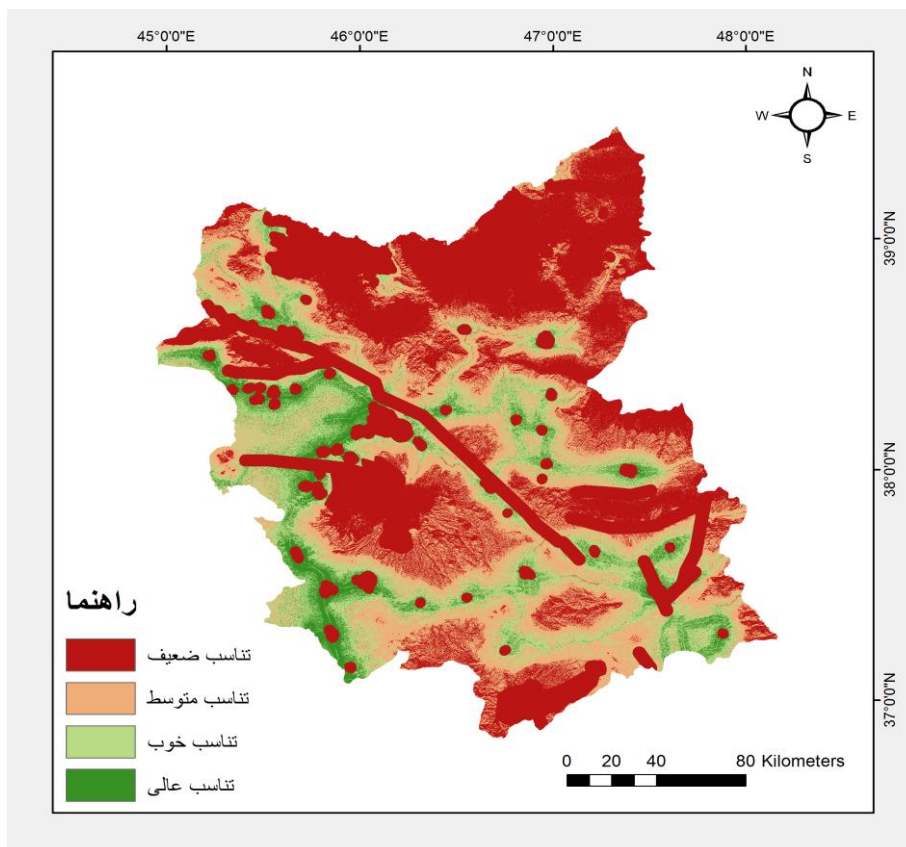 45°0'0"E 46°0'0"E 47°0'0"E 48°0'0"E
N
W E
S
39°0'0"N
38°0'0"N
37°0'0"N
راهنما
تناسب ضعیف
تناسب متوسط
تناسب خوب
تناسب عالی
0 20 40 80 Kilometers